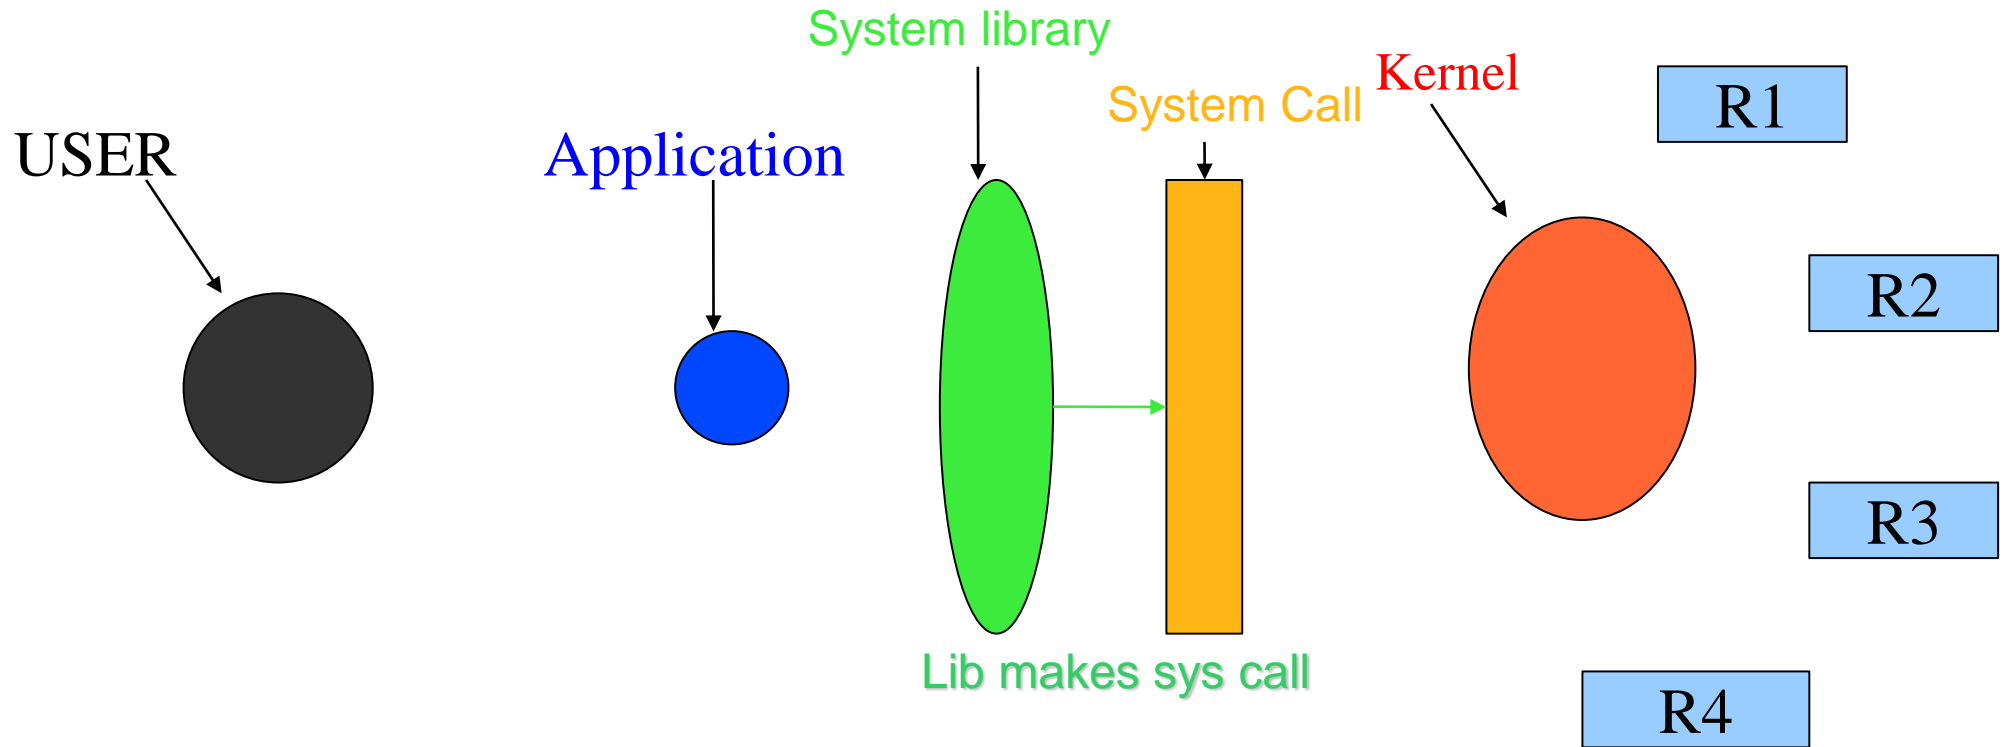 System library
System Call
Kernel
R1
USER
Application
R2
R3
Lib makes sys call
R4